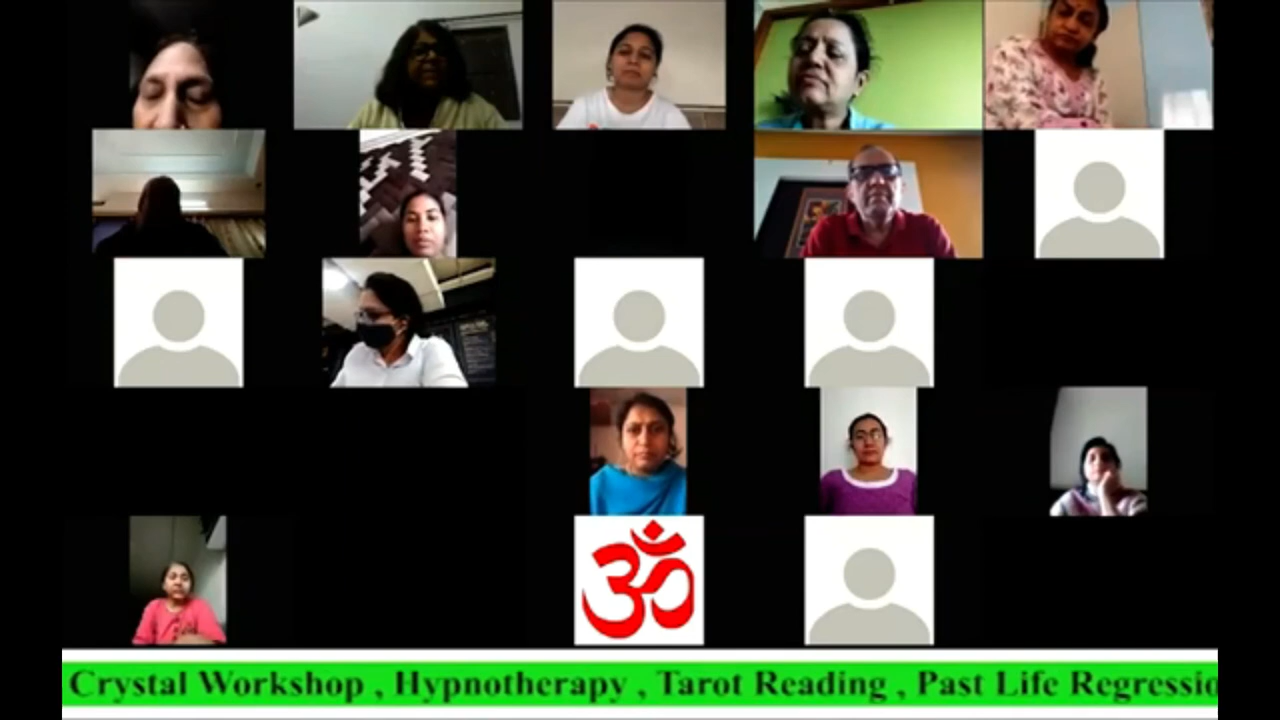 ॐ
Crystal Workshop , Hypnotherapy , Tarot Reading , Past Life Regressio